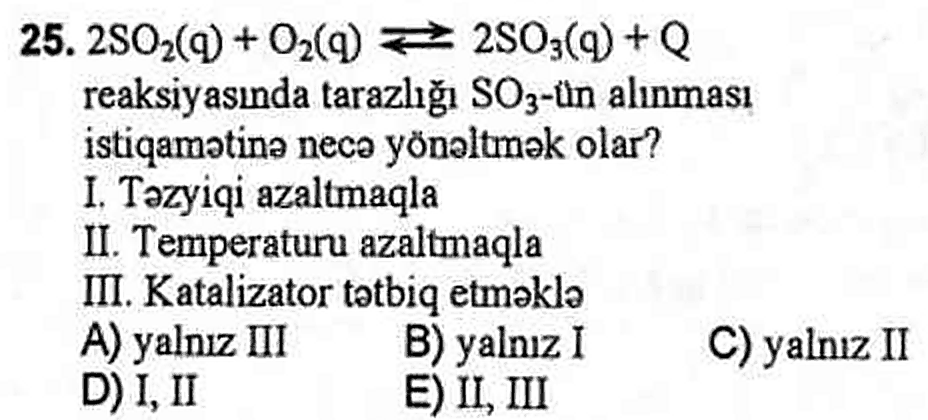 25. 2SO₂(q) + O₂(q) ⇄ 2SO₃(q) + Q
reaksiyasında tarazlığı SO₃-ün alınması
istiqamətinə necə yönəltmək olar?
I. Təzyiqi azaltmaqla
II. Temperaturu azaltmaqla
III. Katalizator tətbiq etməklə
A) yalnız III B) yalnız I C) yalnız II
D) I, II E) II, III